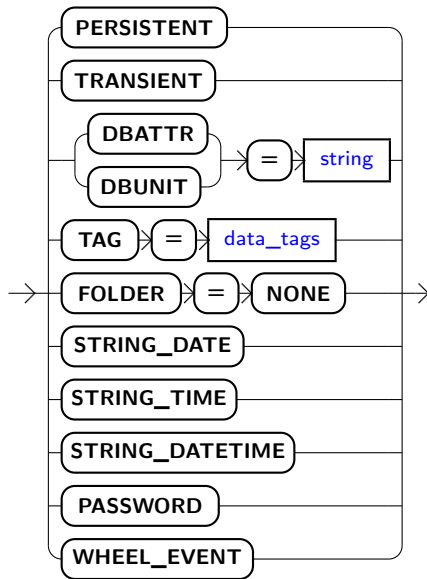 PERSISTENT
TRANSIENT
DBATTR
DBUNIT
= string
TAG = data_tags
FOLDER = NONE
STRING_DATE
STRING_TIME
STRING_DATETIME
PASSWORD
WHEEL_EVENT